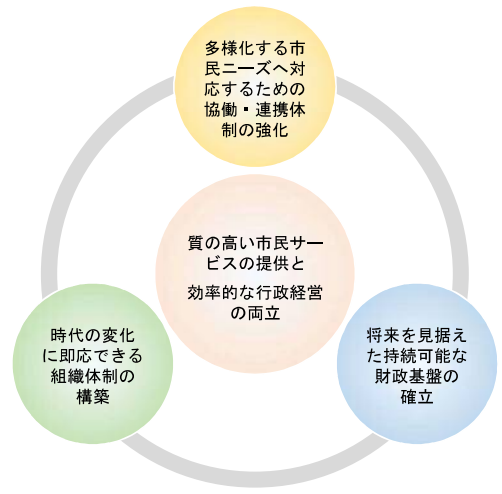 多様化する市
民ニーズへ対
応するための
協働・連携体
制の強化
質の高い市民サー
ビスの提供と
効率的な行政経営
の両立
時代の変化
に即応できる
組織体制の
構築
将来を見据え
た持続可能な
財政基盤の
確立